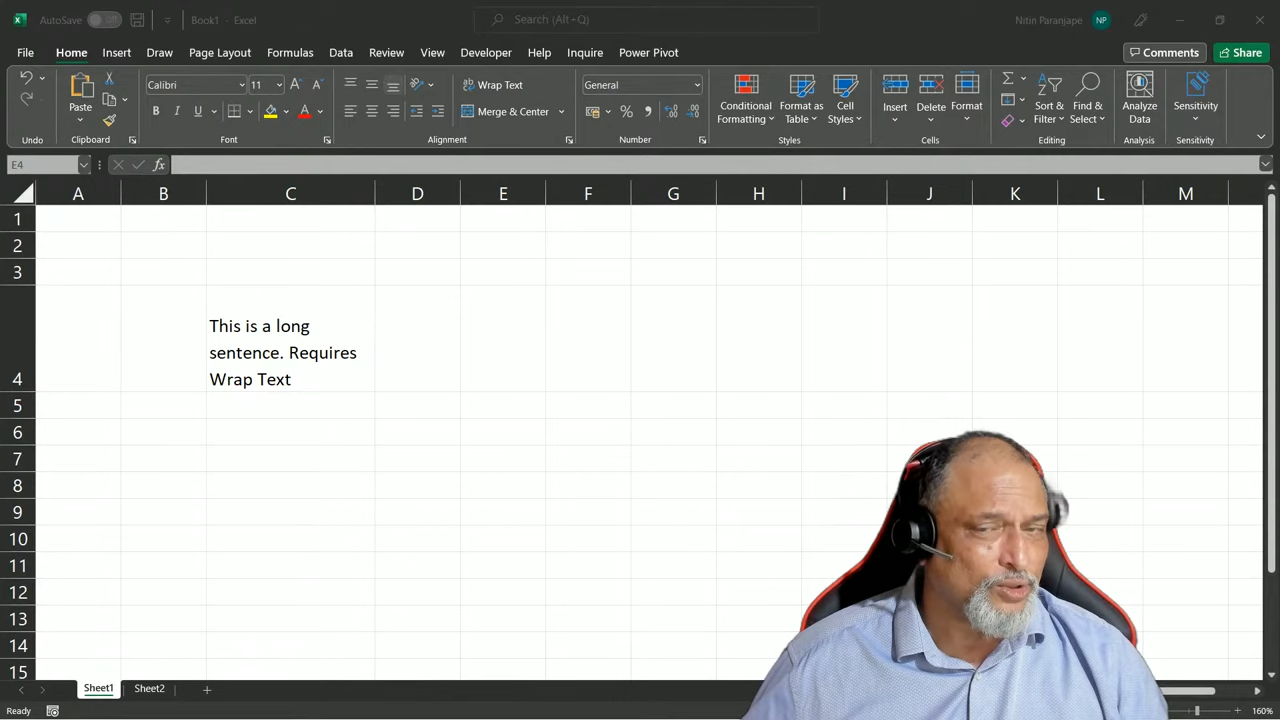 AutoSave Off Book1 - Excel Search (Alt+Q) Nitin Paranjape NP
File Home Insert Draw Page Layout Formulas Data Review View Developer Help Inquire Power Pivot Comments Share
Calibri 11 Wrap Text General
Paste Merge & Center Conditional Formatting Format as Table Cell Styles Insert Delete Format Sort & Filter Find & Select Analyze Data Sensitivity
Undo Clipboard Font Alignment Number Styles Cells Editing Analysis Sensitivity
E4 fx
A B C D E F G H I J K L M
1
2
3
This is a long
sentence. Requires
4 Wrap Text
5
6
7
8
9
10
11
12
13
14
15
Sheet1 Sheet2
Ready 160%